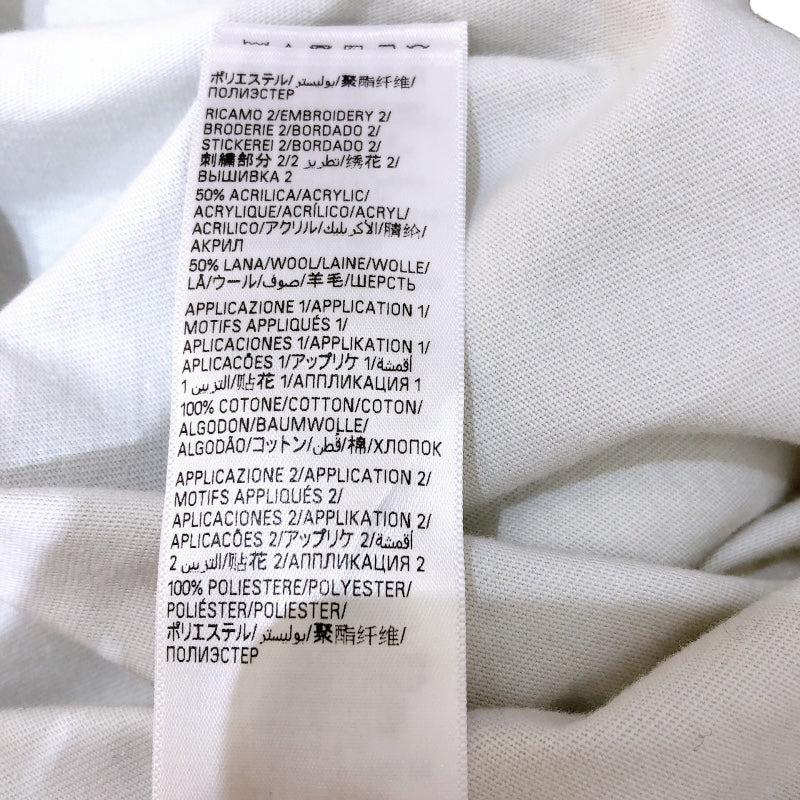 ポリエステル/بوليستر/聚酯纤维/
ПОЛИЭСТЕР
RICAMO 2/EMBROIDERY 2/
BRODERIE 2/BORDADO 2/
STICKEREI 2/BORDADO 2/
刺繍部分 2/تطريز 2/绣花 2/
ВЫШИВКА 2
50% ACRILICA/ACRYLIC/
ACRYLIQUE/ACRÍLICO/ACRYL/
ACRILICO/アクリル/الأكريليك/腈纶/
АКРИЛ
50% LANA/WOOL/LAINE/WOLLE/
LÃ/ウール/صوف/羊毛/ШЕРСТЬ
APPLICAZIONE 1/APPLICATION 1/
MOTIFS APPLIQUÉS 1/
APLICACIONES 1/APPLIKATION 1/
APLICACÕES 1/アップリケ 1/أقمشة
التزيين 1/贴花 1/АППЛИКАЦИЯ 1
100% COTONE/COTTON/COTON/
ALGODON/BAUMWOLLE/
ALGODÃO/コットン/قطن/棉/ХЛОПОК
APPLICAZIONE 2/APPLICATION 2/
MOTIFS APPLIQUÉS 2/
APLICACIONES 2/APPLIKATION 2/
APLICACÕES 2/アップリケ 2/أقمشة
التزيين 2/贴花 2/АППЛИКАЦИЯ 2
100% POLIESTERE/POLYESTER/
POLIÉSTER/POLIESTER/
ポリエステル/بوليستر/聚酯纤维/
ПОЛИЭСТЕР